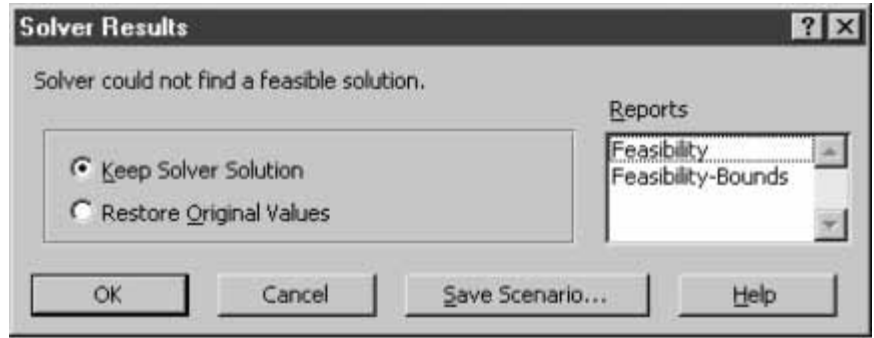 Solver Results
Solver could not find a feasible solution.
Reports
Keep Solver Solution
Restore Original Values
Feasibility
Feasibility-Bounds
OK Cancel Save Scenario... Help